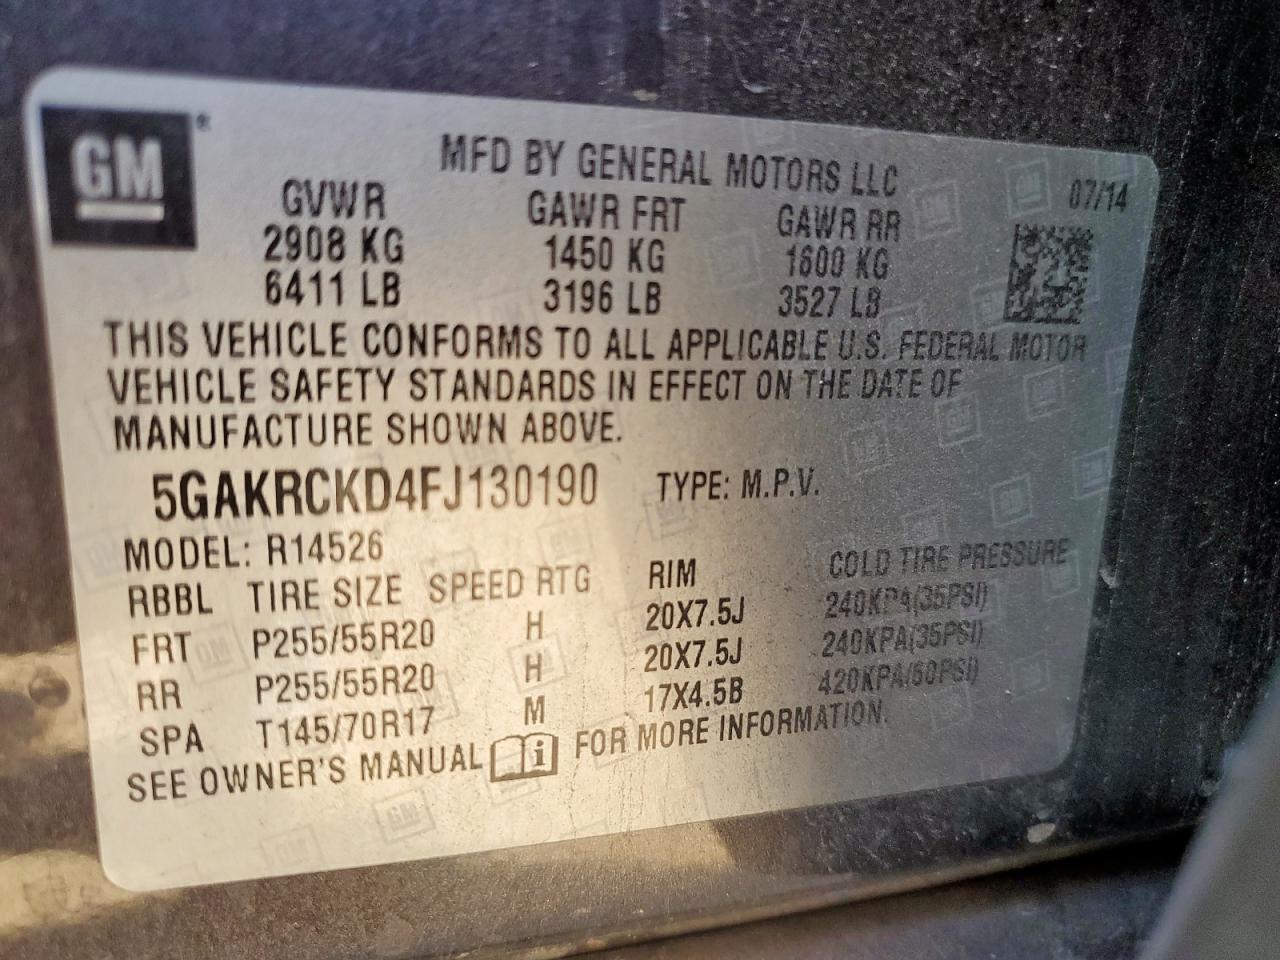 GM®
MFD BY GENERAL MOTORS LLC
07/14
GVWR GAWR FRT GAWR RR
2908 KG 1450 KG 1600 KG
6411 LB 3196 LB 3527 LB
THIS VEHICLE CONFORMS TO ALL APPLICABLE U.S. FEDERAL MOTOR
VEHICLE SAFETY STANDARDS IN EFFECT ON THE DATE OF
MANUFACTURE SHOWN ABOVE.
5GAKRCKD4FJ130190 TYPE: M.P.V.
MODEL: R14526
RBBL TIRE SIZE SPEED RTG RIM COLD TIRE PRESSURE
FRT P255/55R20 H 20X7.5J 240KPA(35PSI)
RR P255/55R20 H 20X7.5J 240KPA(35PSI)
SPA T145/70R17 M 17X4.5B 420KPA(60PSI)
SEE OWNER'S MANUAL i FOR MORE INFORMATION.